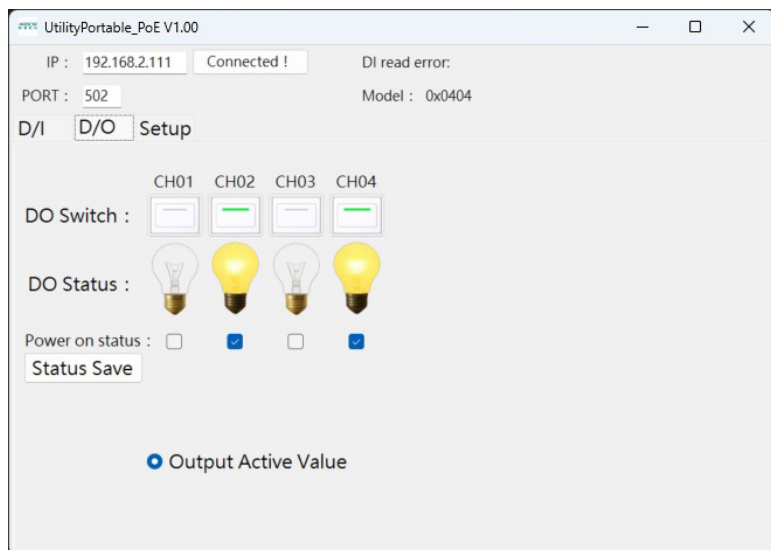 UtilityPortable_PoE V1.00
IP : 192.168.2.111 Connected ! DI read error:
PORT : 502 Model : 0x0404
D/I D/O Setup
CH01 CH02 CH03 CH04
DO Switch :
DO Status :
Power on status :
Status Save
Output Active Value